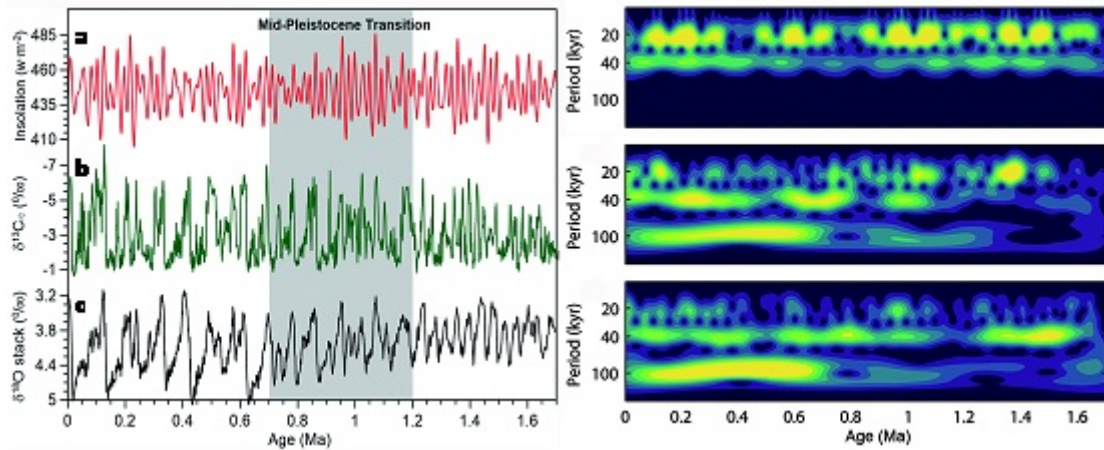 Mid-Pleistocene Transition
a
Insolation (w m⁻²)
485
460
435
410
b
-7
-5
-3
-1
c
δ¹⁸O stack (⁰/₀₀)
3.2
3.8
4.4
5
0 0.2 0.4 0.6 0.8 1 1.2 1.4 1.6
Age (Ma)
Period (kyr)
20
40
100
Period (kyr)
20
40
100
Period (kyr)
20
40
100
0 0.2 0.4 0.6 0.8 1 1.2 1.4 1.6
Age (Ma)